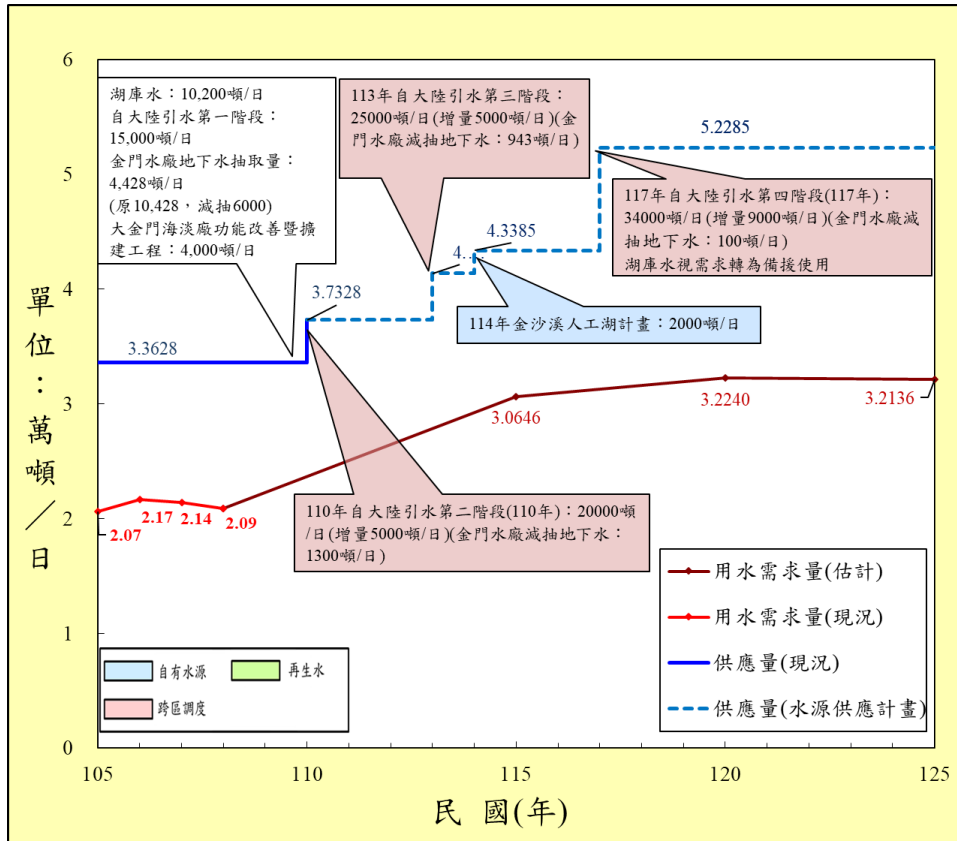 6
5
4
3
2
1
0
單位：萬噸／日
湖庫水：10,200噸/日
自大陸引水第一階段：
15,000噸/日
金門水廠地下水抽取量：
4,428噸/日
(原10,428，減抽6000)
大金門海淡廠功能改善暨擴
建工程：4,000噸/日
113年自大陸引水第三階段：
25000噸/日(增量5000噸/日)(金
門水廠減抽地下水：943噸/日)
5.2285
117年自大陸引水第四階段(117年)：
34000噸/日(增量9000噸/日)(金門水廠減
抽地下水：100噸/日)
湖庫水視需求轉為備援使用
4.3385
4...
114年金沙溪人工湖計畫：2000噸/日
3.7328
3.3628
3.0646
3.2240
3.2136
2.07
2.17
2.14
2.09
110年自大陸引水第二階段(110年)：20000噸
/日(增量5000噸/日)(金門水廠減抽地下水：
1300噸/日)
用水需求量(估計)
用水需求量(現況)
供應量(現況)
供應量(水源供應計畫)
自有水源
再生水
跨區調度
105
110
115
120
125
民 國(年)